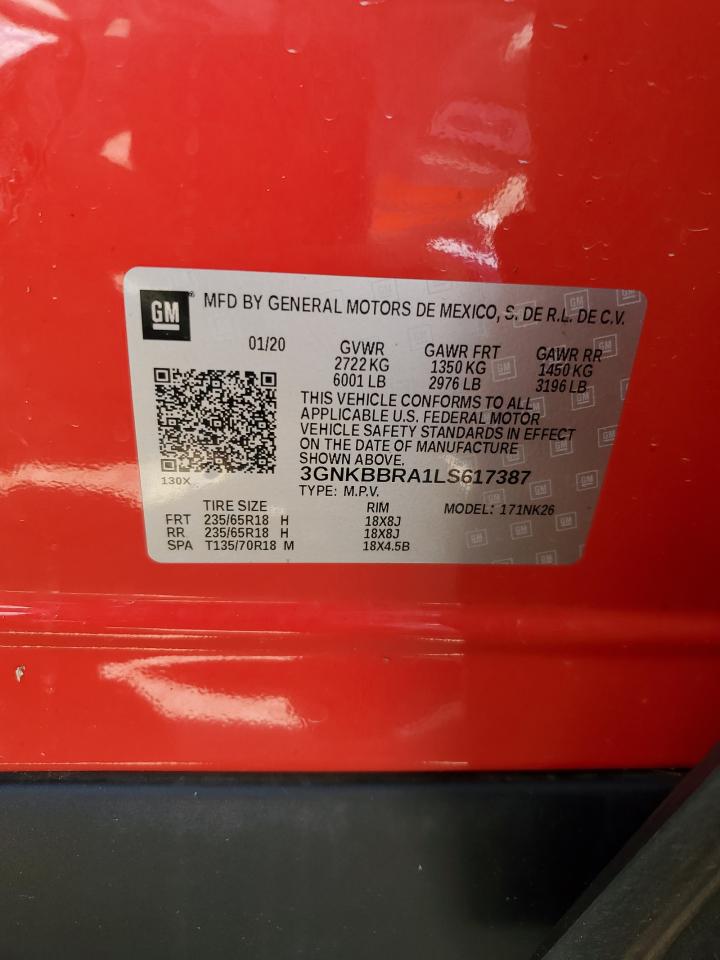 GM ® MFD BY GENERAL MOTORS DE MEXICO, S. DE R.L. DE C.V.
01/20 GVWR GAWR FRT GAWR RR
2722 KG 1350 KG 1450 KG
6001 LB 2976 LB 3196 LB
THIS VEHICLE CONFORMS TO ALL
APPLICABLE U.S. FEDERAL MOTOR
VEHICLE SAFETY STANDARDS IN EFFECT
ON THE DATE OF MANUFACTURE
SHOWN ABOVE.
130X 3GNKBBRA1LS617387
TYPE: M.P.V. MODEL: 171NK26
TIRE SIZE RIM
FRT 235/65R18 H 18X8J
RR 235/65R18 H 18X8J
SPA T135/70R18 M 18X4.5B